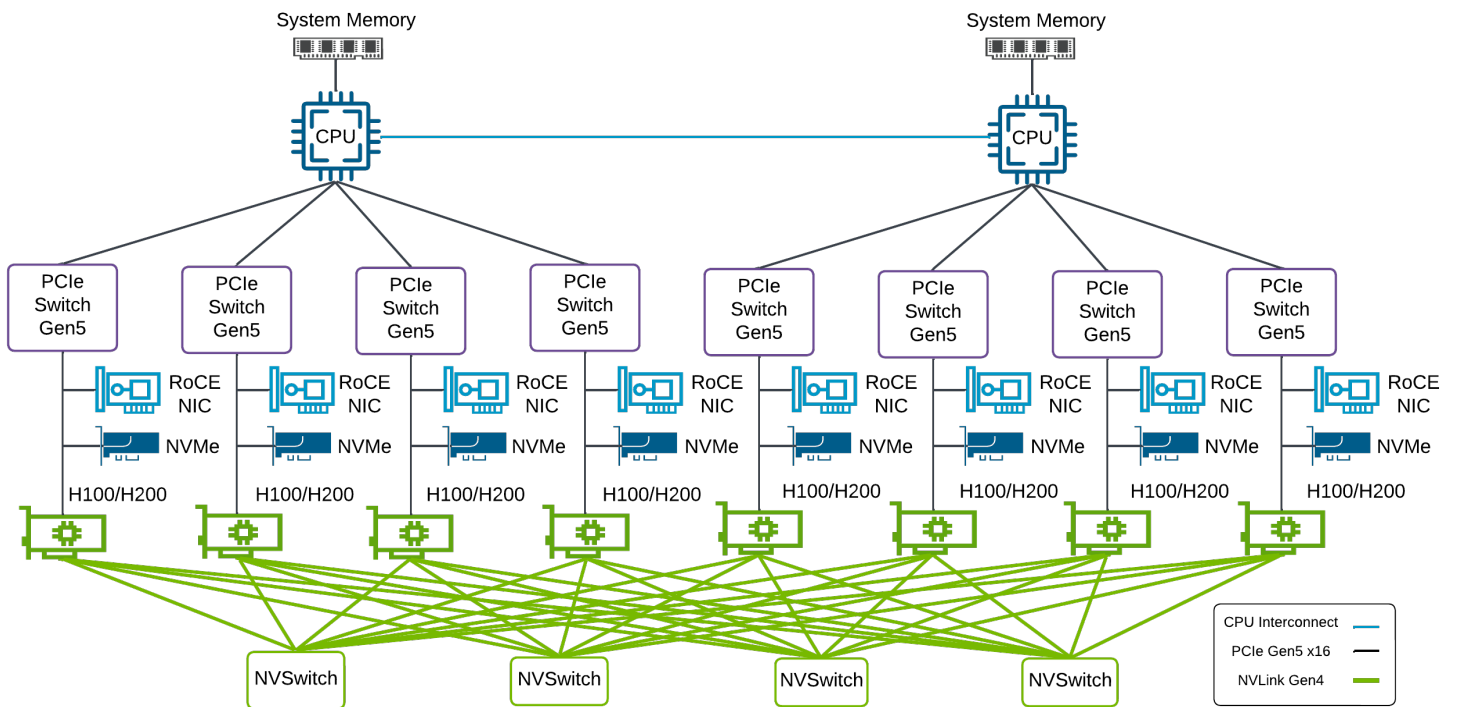 System Memory
System Memory
CPU
CPU
PCIe
Switch
Gen5
PCIe
Switch
Gen5
PCIe
Switch
Gen5
PCIe
Switch
Gen5
PCIe
Switch
Gen5
PCIe
Switch
Gen5
PCIe
Switch
Gen5
PCIe
Switch
Gen5
RoCE
NIC
RoCE
NIC
RoCE
NIC
RoCE
NIC
RoCE
NIC
RoCE
NIC
RoCE
NIC
RoCE
NIC
NVMe
NVMe
NVMe
NVMe
NVMe
NVMe
NVMe
NVMe
H100/H200
H100/H200
H100/H200
H100/H200
H100/H200
H100/H200
H100/H200
H100/H200
NVSwitch
NVSwitch
NVSwitch
NVSwitch
CPU Interconnect
PCIe Gen5 x16
NVLink Gen4